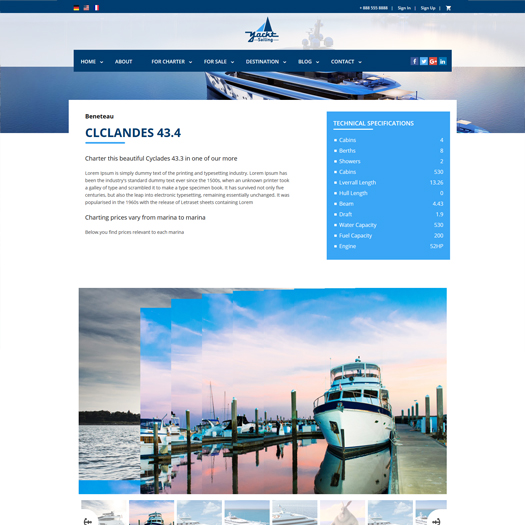 + 888 555 8888 | Sign In | Sign Up |
Yacht
Sailing
HOME ABOUT FOR CHARTER FOR SALE DESTINATION BLOG CONTACT
Beneteau
CLCLANDES 43.4
Charter this beautiful Cyclades 43.3 in one of our more
Lorem Ipsum is simply dummy text of the printing and typesetting industry. Lorem Ipsum has
been the industry's standard dummy text ever since the 1500s, when an unknown printer took
a galley of type and scrambled it to make a type specimen book. It has survived not only five
centuries, but also the leap into electronic typesetting, remaining essentially unchanged. It was
popularised in the 1960s with the release of Letraset sheets containing Lorem
Charting prices vary from marina to marina
Below you find prices relevant to each marina
TECHNICAL SPECIFICATIONS
Cabins 4
Berths 8
Showers 2
Cabins 530
Lverrall Length 13.26
Hull Length 0
Beam 4.43
Draft 1.9
Water Capacity 530
Fuel Capacity 200
Engine 52HP